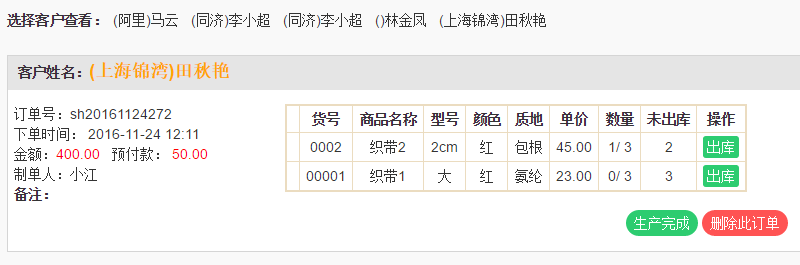 选择客户查看： (阿里)马云 (同济)李小超 (同济)李小超 ()林金凤 (上海锦湾)田秋艳
客户姓名：(上海锦湾)田秋艳
订单号：sh20161124272
下单时间： 2016-11-24 12:11
金额：400.00 预付款： 50.00
制单人：小江
备注：
货号 商品名称 型号 颜色 质地 单价 数量 未出库 操作
0002 织带2 2cm 红 包根 45.00 1/ 3 2 出库
00001 织带1 大 红 氨纶 23.00 0/ 3 3 出库
生产完成 删除此订单